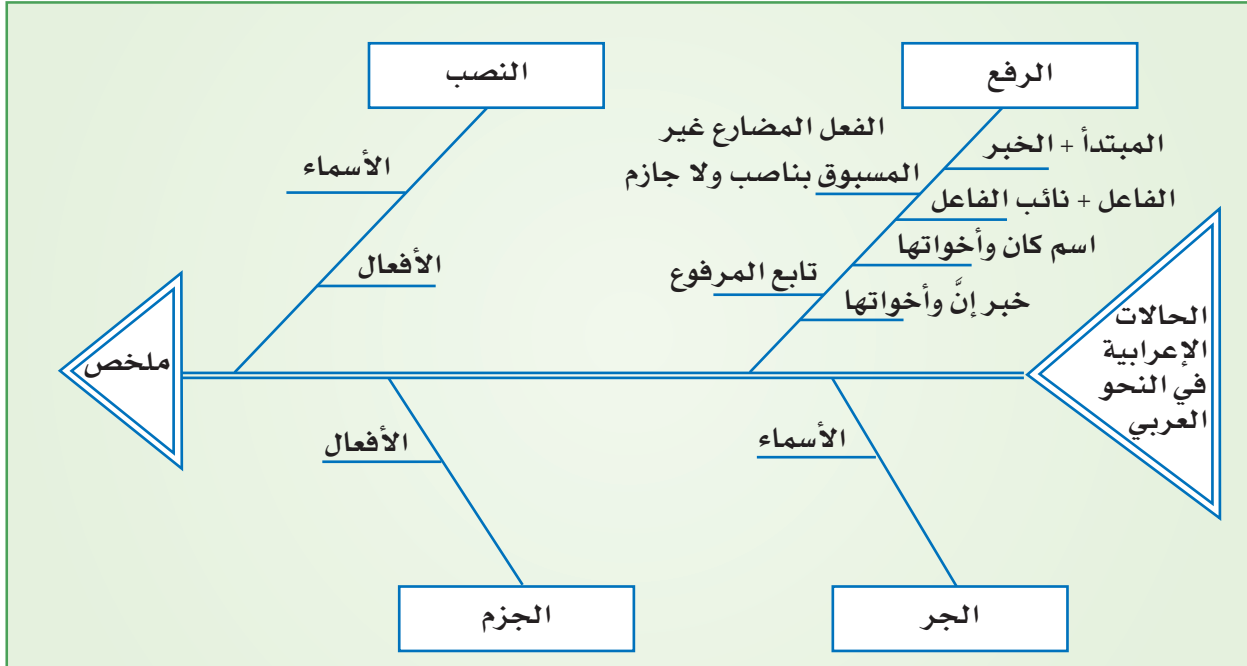 الرفع
النصب
المبتدأ + الخبر
الفعل المضارع غير
المسبوق بناصب ولا جازم
الفاعل + نائب الفاعل
اسم كان وأخواتها
تابع المرفوع
خبر إنَّ وأخواتها
الأسماء
الأفعال
الحالات
الإعرابية
في النحو
العربي
ملخص
الأسماء
الأفعال
الجر
الجزم